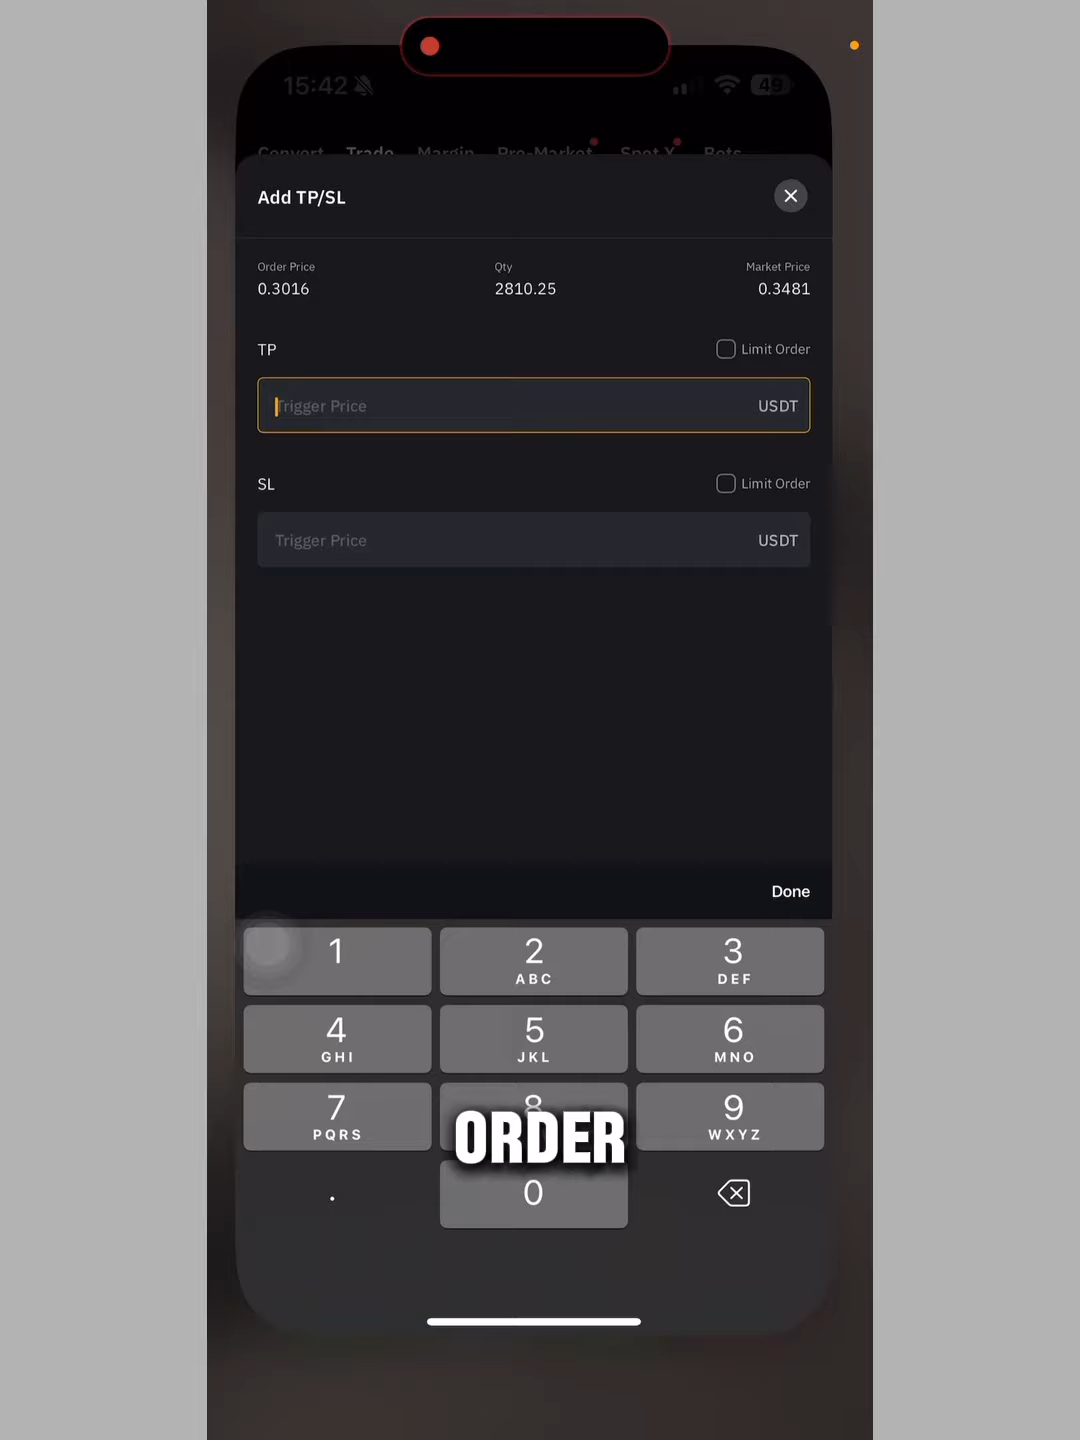 15:42
49
Convert Trade Margin Pre-Market Spot X Bots
Add TP/SL
Order Price Qty Market Price
0.3016 2810.25 0.3481
TP Limit Order
Trigger Price USDT
SL Limit Order
Trigger Price USDT
Done
1 2 3
ABC DEF
4 5 6
GHI JKL MNO
7 8 9
PQRS WXYZ
ORDER
. 0